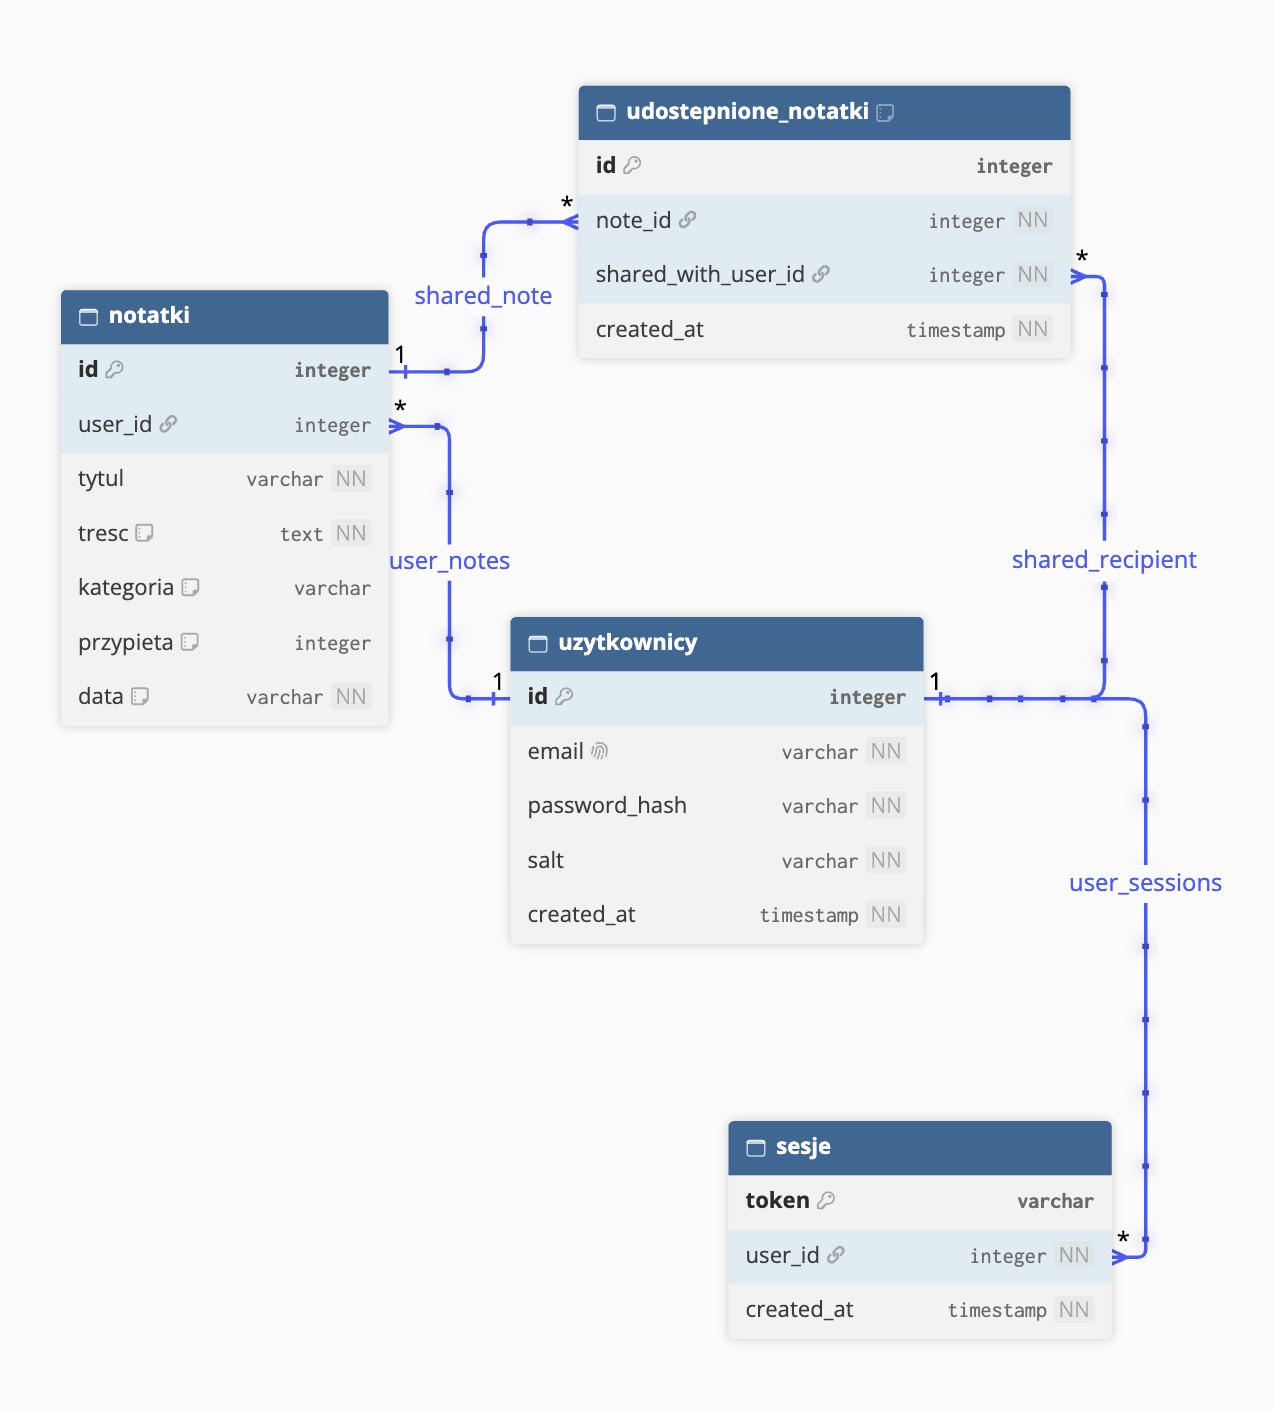 udostepnione_notatki
id integer
* note_id integer NN
shared_with_user_id integer NN *
created_at timestamp NN
shared_note
notatki
id integer 1
user_id integer *
tytul varchar NN
tresc text NN
kategoria varchar
przypieta integer
data varchar NN
user_notes
shared_recipient
uzytkownicy
1 id integer 1
email varchar NN
password_hash varchar NN
salt varchar NN
created_at timestamp NN
user_sessions
sesje
token varchar
user_id integer NN *
created_at timestamp NN